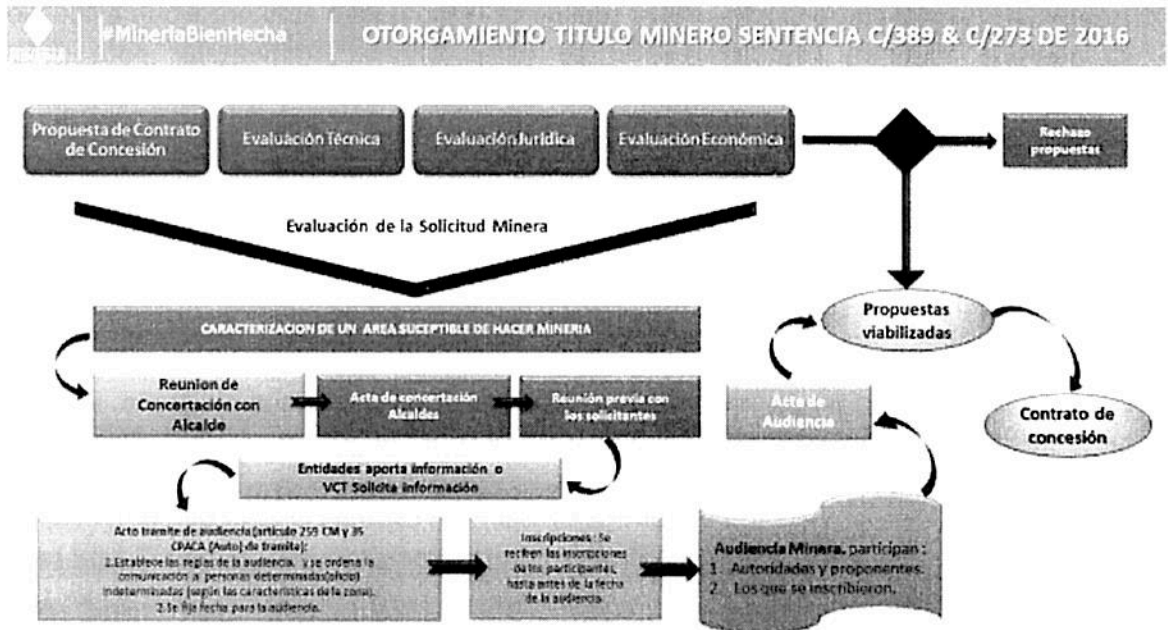 #MineriaBienHecha
OTORGAMIENTO TITULO MINERO SENTENCIA C/389 & C/273 DE 2016
Propuesta de Contrato
de Concesión
Evaluación Técnica
Evaluación Jurídica
Evaluación Económica
Rechazo
propuestas
Evaluación de la Solicitud Minera
CARACTERIZACION DE UN AREA SUCEPTIBLE DE HACER MINERIA
Propuestas
viabilizadas
Reunion de
Concertación con
Alcalde
Acta de concertación
Alcaldes
Reunión previa con
los solicitantes
Acta de
Audiencia
Contrato de
concesión
Entidades aporta información o
VCT Solicita información
Acto tramite de audiencia (artículo 259 CM y 35
CPACA (Auto) de tramite):
1.Establece las reglas de la audiencia, y se ordena la
comunicación a personas determinadas(oficio)
indeterminadas (según las características de la zona).
2.Se fija fecha para la audiencia.
Inscripciones : Se
reciben las inscripciones
de los participantes,
hasta antes de la fecha
de la audiencia.
Audiencia Minera. participan :
1. Autoridadas y proponentes.
2. Los que se inscribieron.